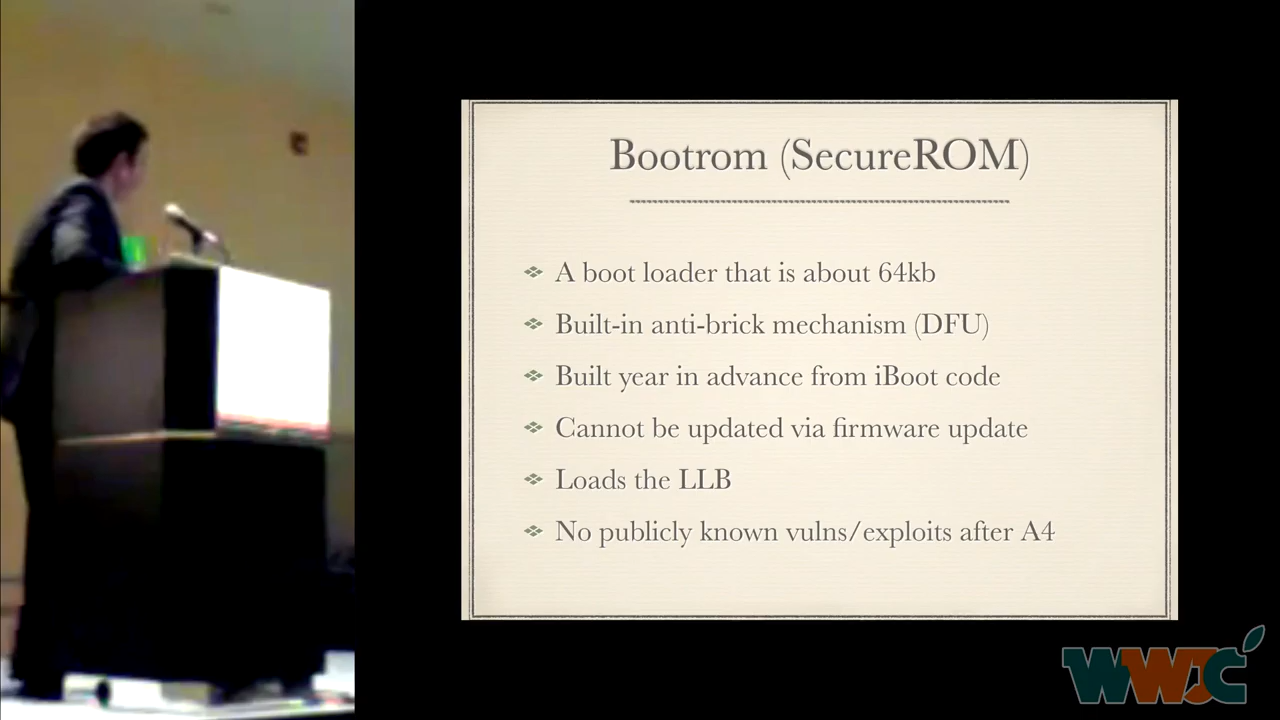 Bootrom (SecureROM)
A boot loader that is about 64kb
Built-in anti-brick mechanism (DFU)
Built year in advance from iBoot code
Cannot be updated via firmware update
Loads the LLB
No publicly known vulns/exploits after A4
WWJC